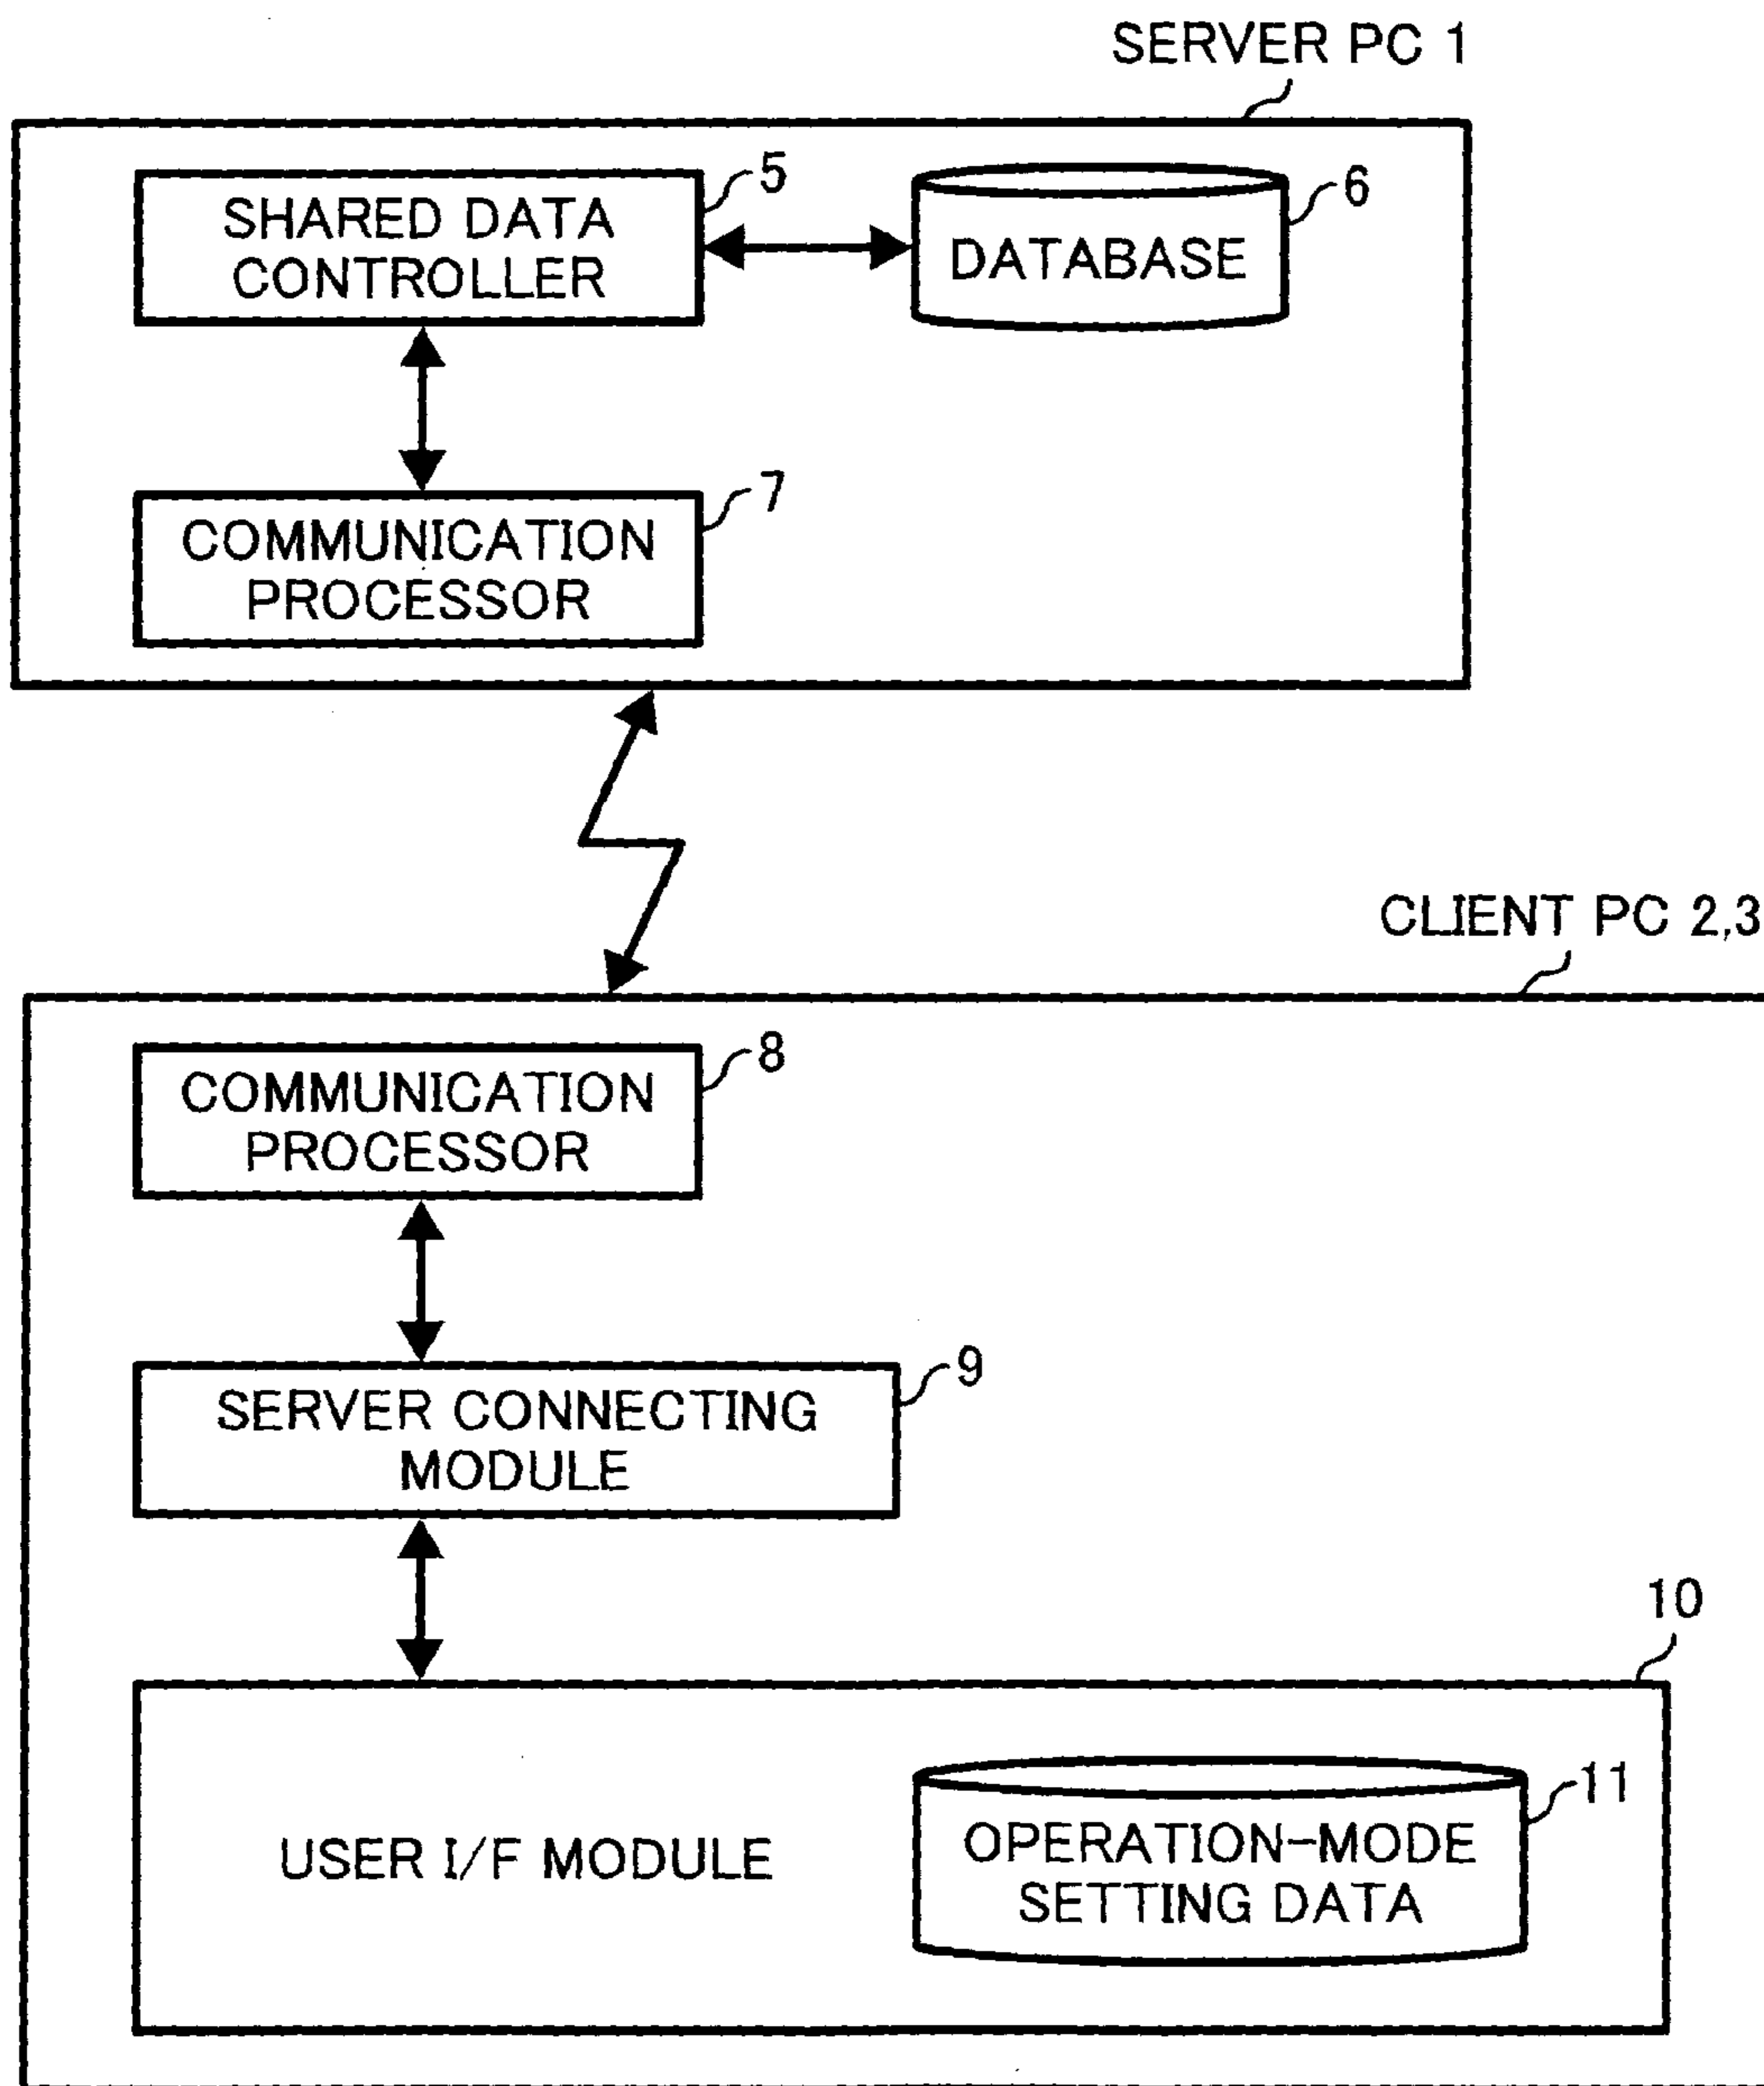 SERVER PC 1
5
SHARED DATA
CONTROLLER
6
DATABASE
7
COMMUNICATION
PROCESSOR
CLIENT PC 2,3
8
COMMUNICATION
PROCESSOR
9
SERVER CONNECTING
MODULE
10
USER I/F MODULE
11
OPERATION-MODE
SETTING DATA